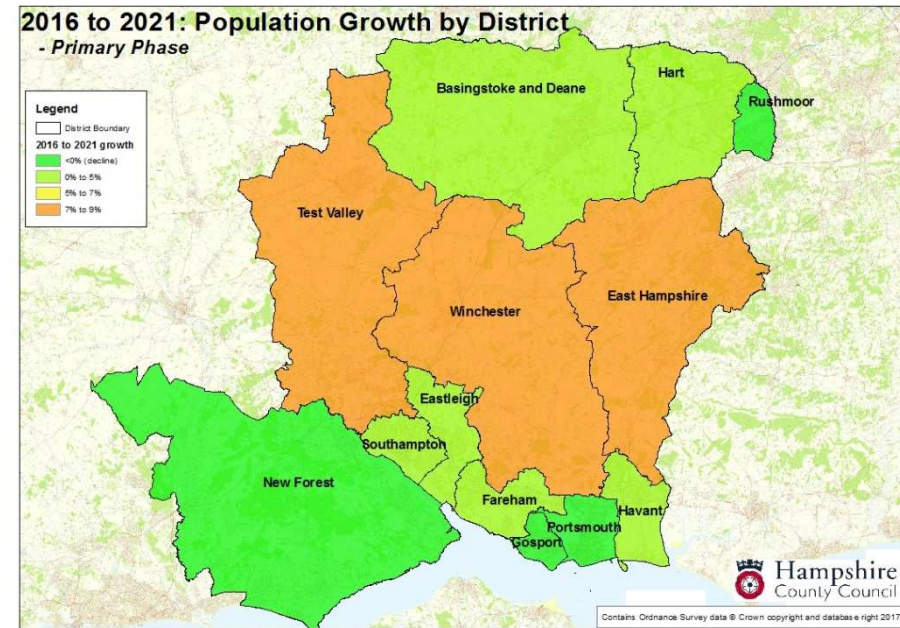 2016 to 2021: Population Growth by District
- Primary Phase
Legend
District Boundary
2016 to 2021 growth
<0% (decline)
0% to 5%
5% to 7%
7% to 9%
Basingstoke and Deane
Hart
Rushmoor
Test Valley
Winchester
East Hampshire
Eastleigh
Southampton
New Forest
Fareham
Havant
Portsmouth
Gosport
Hampshire
County Council
Contains Ordnance Survey data © Crown copyright and database right 2017